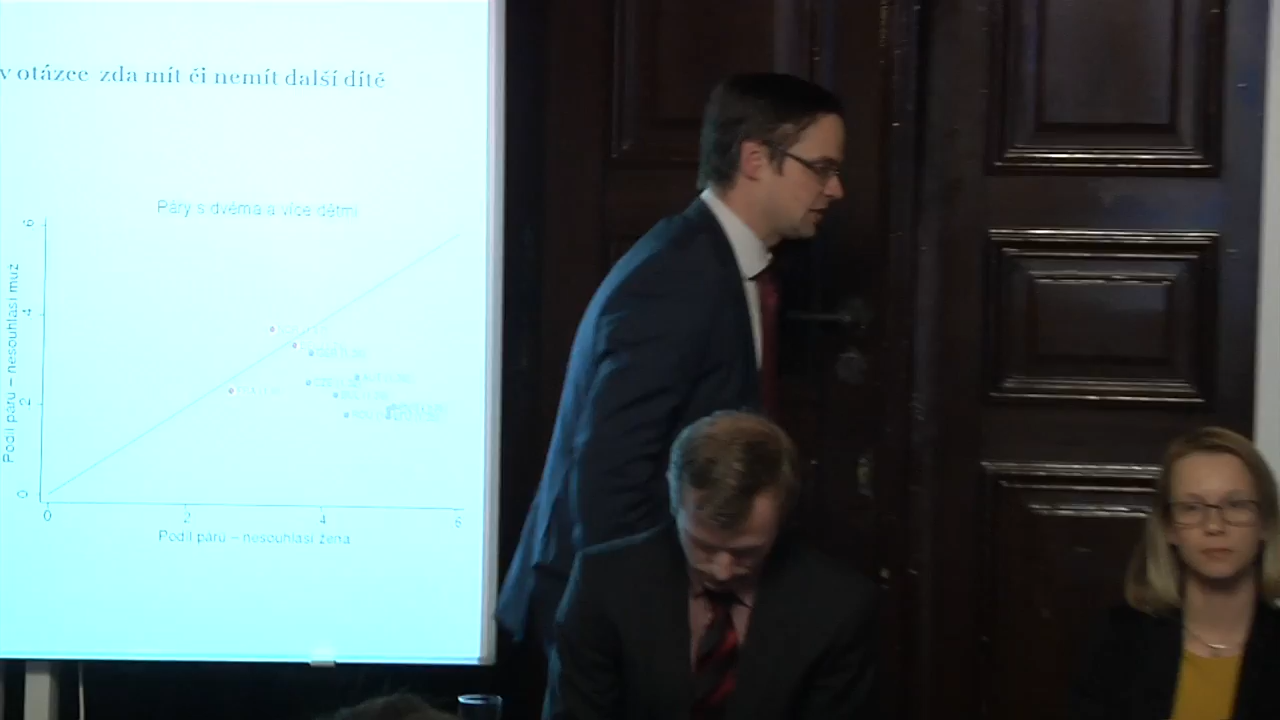 v otázce zda mít či nemít další dítě
Páry s dvěma a více dětmi
Podíl párů – nesouhlasí muž
6
4
2
0
0 2 4 6
Podíl párů – nesouhlasí žena